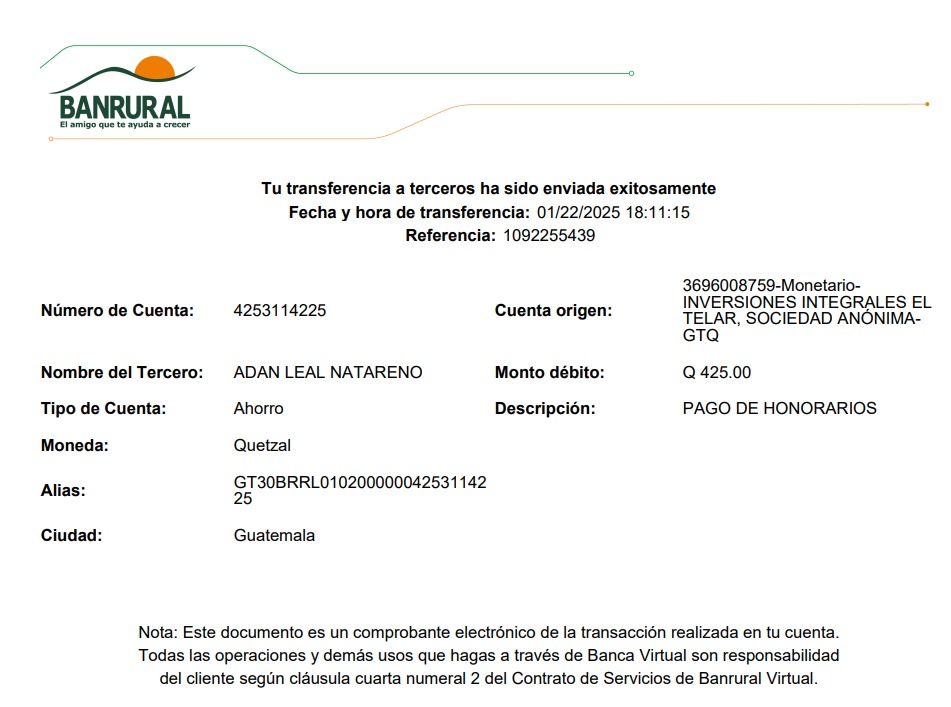 BANRURAL
El amigo que te ayuda a crecer
Tu transferencia a terceros ha sido enviada exitosamente
Fecha y hora de transferencia: 01/22/2025 18:11:15
Referencia: 1092255439
Número de Cuenta: 4253114225
Cuenta origen: 3696008759-Monetario-
INVERSIONES INTEGRALES EL
TELAR, SOCIEDAD ANÓNIMA-
GTQ
Nombre del Tercero: ADAN LEAL NATARENO
Monto débito: Q 425.00
Tipo de Cuenta: Ahorro
Descripción: PAGO DE HONORARIOS
Moneda: Quetzal
Alias: GT30BRRL010200000042531142
25
Ciudad: Guatemala
Nota: Este documento es un comprobante electrónico de la transacción realizada en tu cuenta.
Todas las operaciones y demás usos que hagas a través de Banca Virtual son responsabilidad
del cliente según cláusula cuarta numeral 2 del Contrato de Servicios de Banrural Virtual.